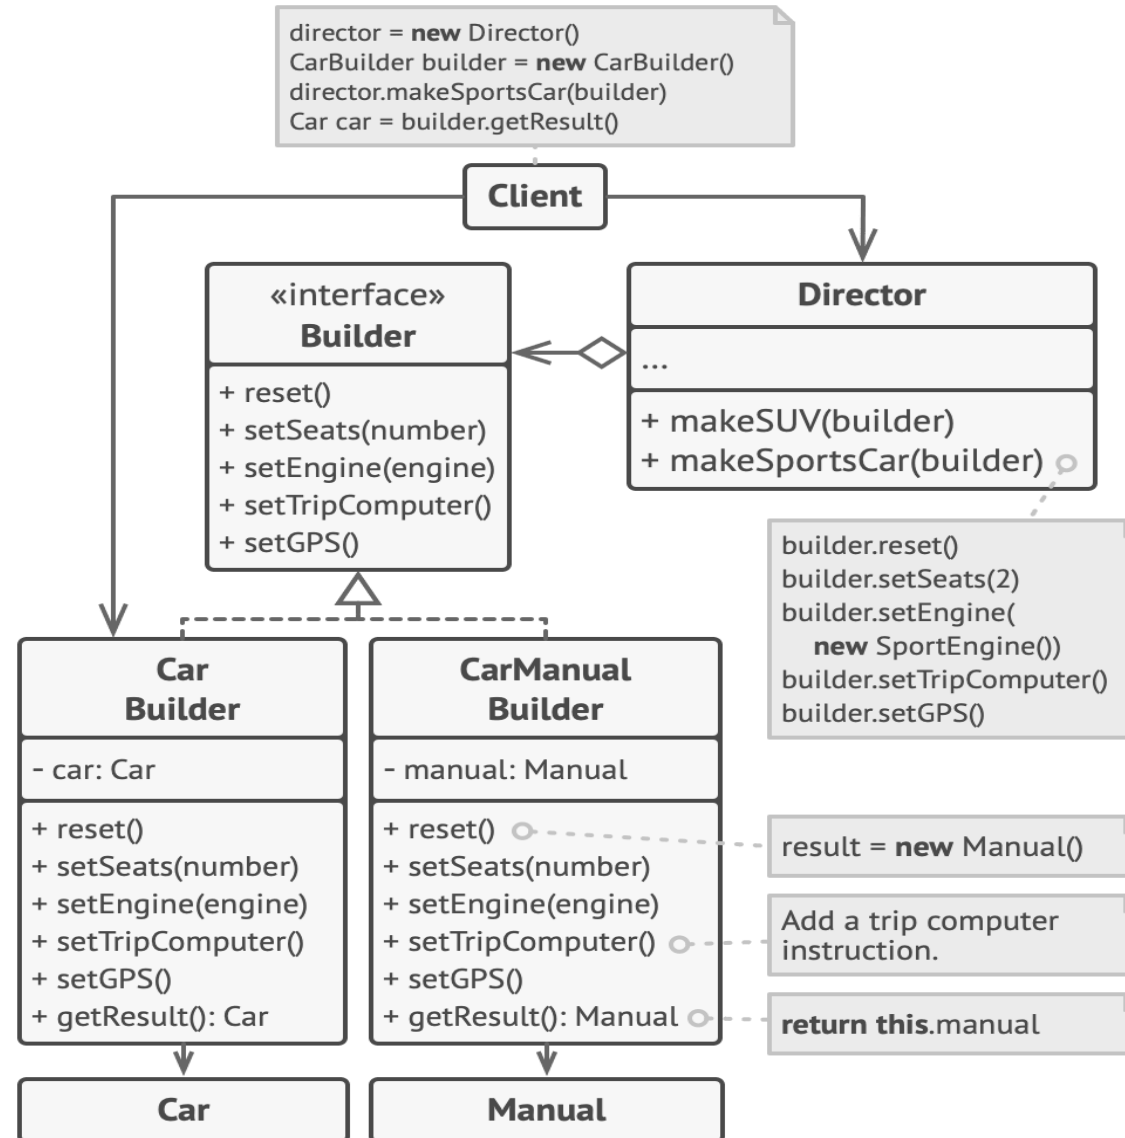 director = new Director()
CarBuilder builder = new CarBuilder()
director.makeSportsCar(builder)
Car car = builder.getResult()
Client
«interface»
Builder
+ reset()
+ setSeats(number)
+ setEngine(engine)
+ setTripComputer()
+ setGPS()
Director
...
+ makeSUV(builder)
+ makeSportsCar(builder)
builder.reset()
builder.setSeats(2)
builder.setEngine(
new SportEngine())
builder.setTripComputer()
builder.setGPS()
Car
Builder
- car: Car
+ reset()
+ setSeats(number)
+ setEngine(engine)
+ setTripComputer()
+ setGPS()
+ getResult(): Car
CarManual
Builder
- manual: Manual
+ reset()
+ setSeats(number)
+ setEngine(engine)
+ setTripComputer()
+ setGPS()
+ getResult(): Manual
result = new Manual()
Add a trip computer
instruction.
return this.manual
Car
Manual